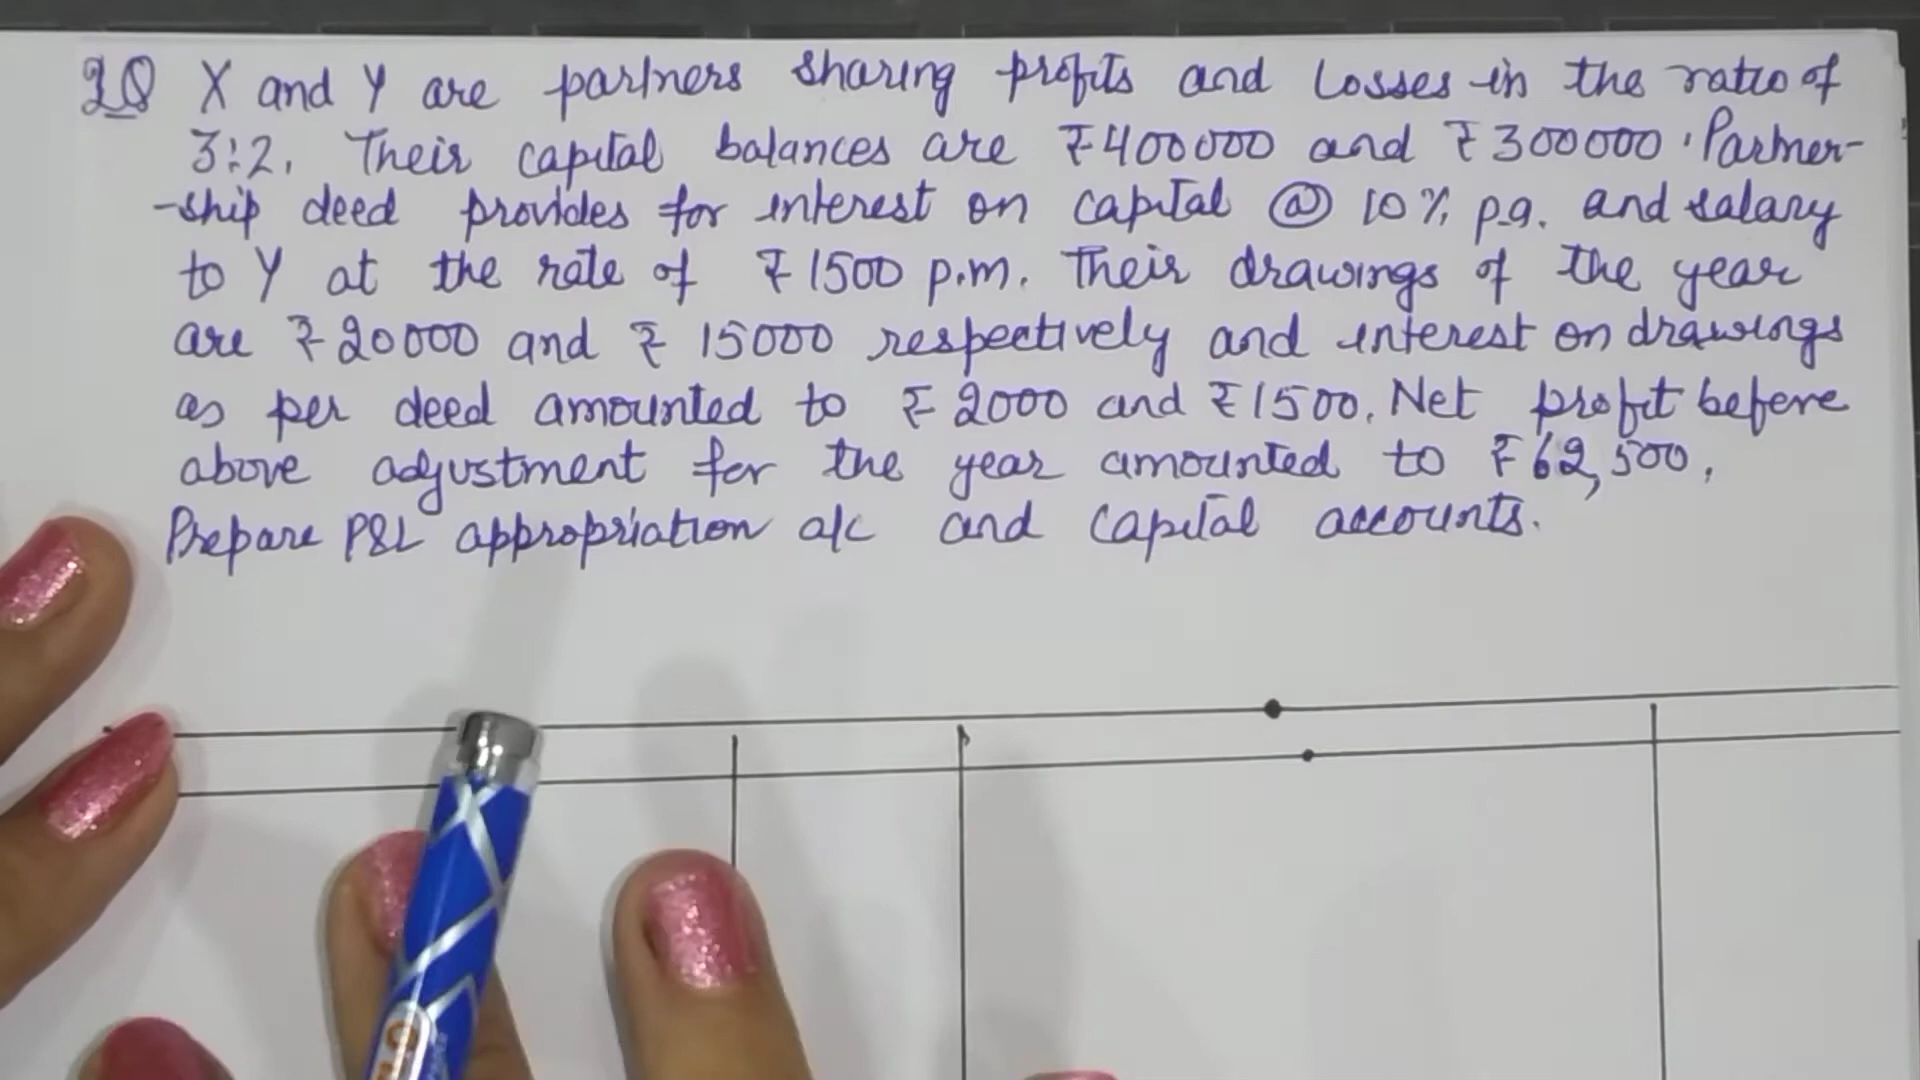 2Q X and Y are partners sharing profits and Losses in the ratio of
3:2. Their capital balances are ₹400000 and ₹300000. Partner-
-ship deed provides for interest on capital @ 10% p.a. and salary
to Y at the rate of ₹1500 p.m. Their drawings of the year
are ₹20000 and ₹ 15000 respectively and interest on drawings
as per deed amounted to ₹2000 and ₹1500. Net profit before
above adjustment for the year amounted to ₹62,500.
Prepare P&L appropriation a/c and capital accounts.